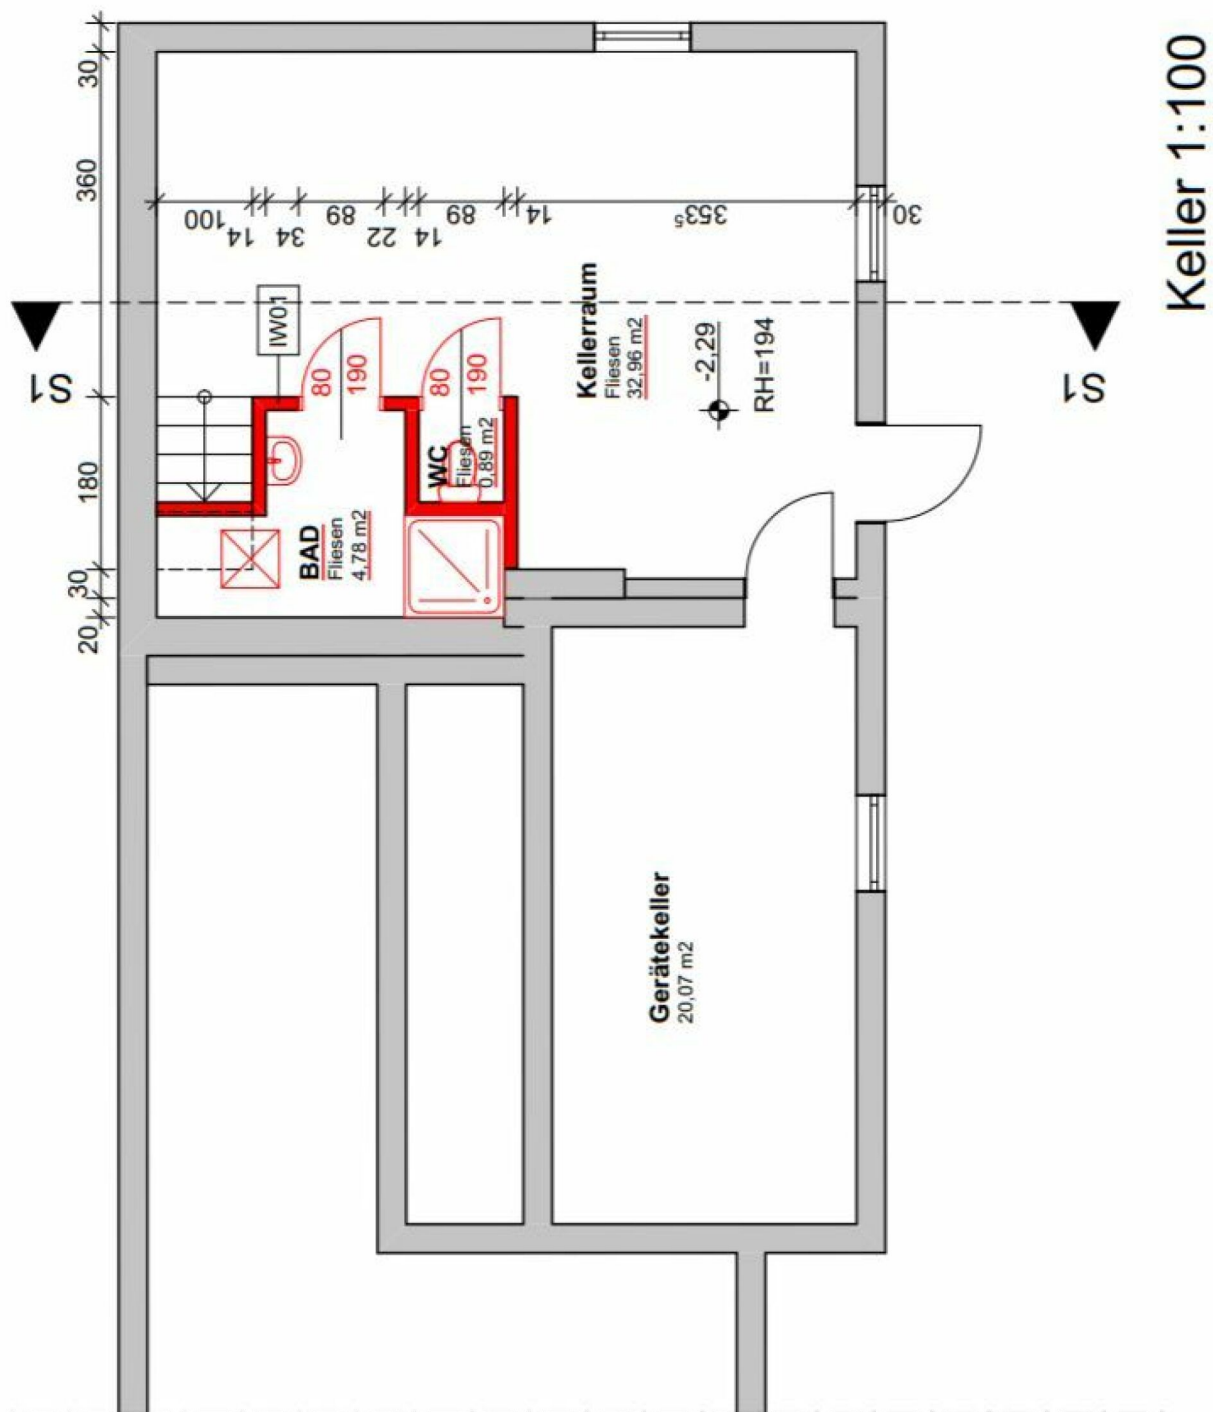 Keller 1:100
30
360
180
30
20
100
14
34
89
22
14
89
14
353⁵
30
S1
S1
IW01
80
190
80
190
Kellerraum
Fliesen
32,96 m2
-2,29
RH=194
WC
Fliesen
0,89 m2
BAD
Fliesen
4,78 m2
Gerätekeller
20,07 m2